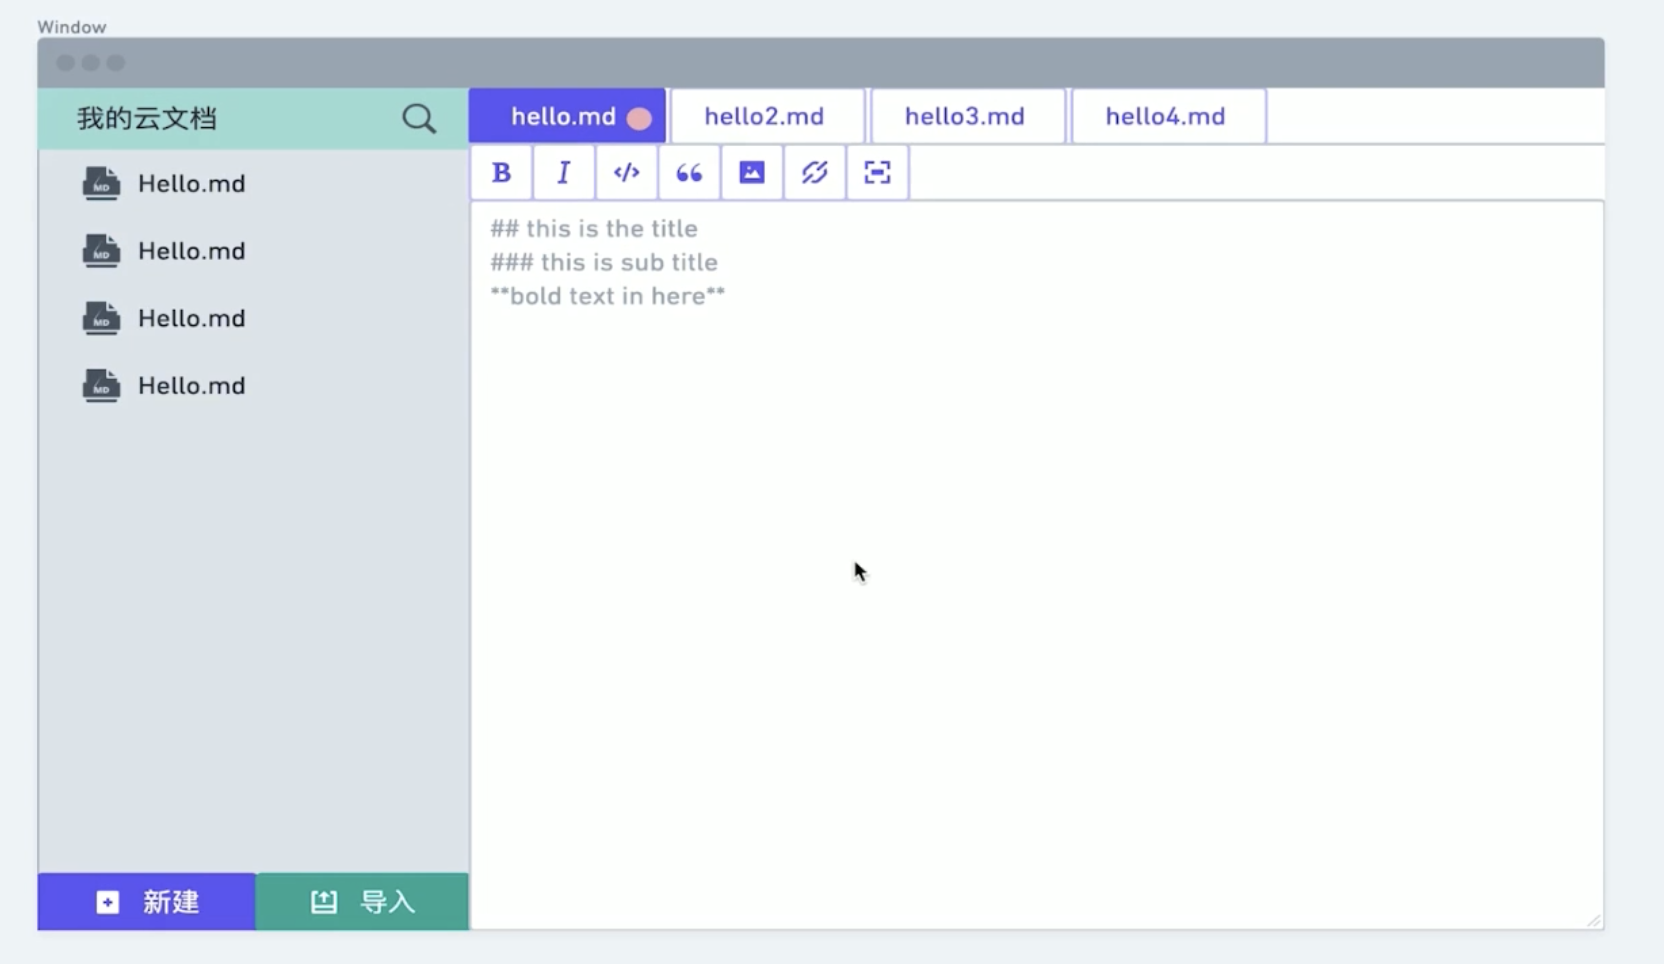 Window
我的云文档
Hello.md
Hello.md
Hello.md
Hello.md
新建
导入
hello.md
hello2.md
hello3.md
hello4.md
B
I
</>
## this is the title
### this is sub title
**bold text in here**